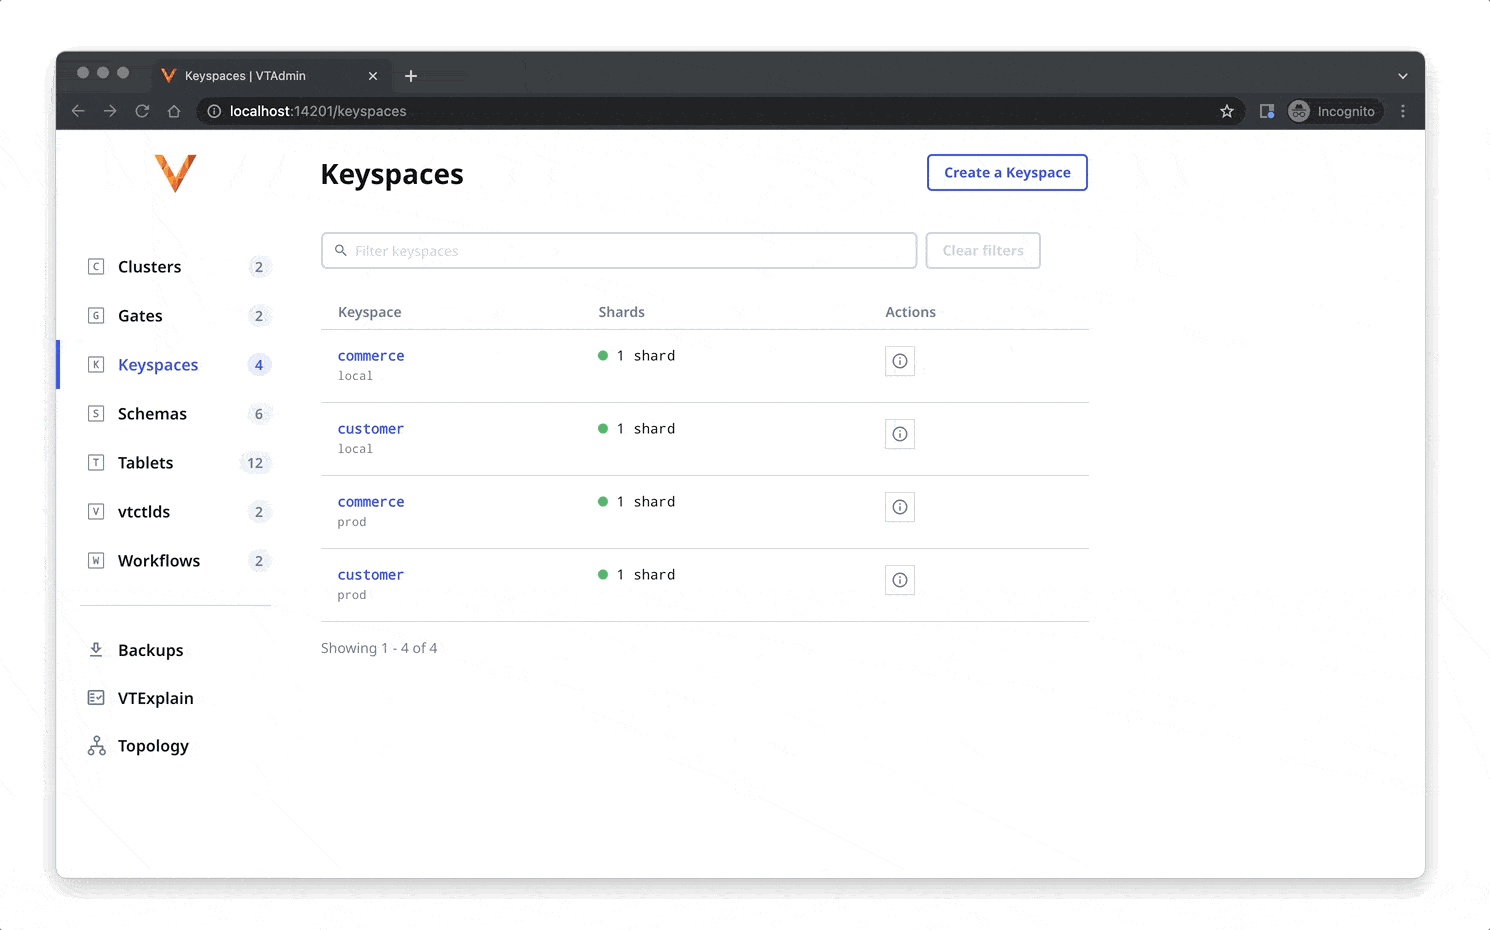 Keyspaces | VTAdmin
localhost:14201/keyspaces
Incognito
Keyspaces
Create a Keyspace
Filter keyspaces
Clear filters
C Clusters 2
G Gates 2
K Keyspaces 4
S Schemas 6
T Tablets 12
V vtctlds 2
W Workflows 2
Backups
VTExplain
Topology
Keyspace Shards Actions
commerce 1 shard
local
customer 1 shard
local
commerce 1 shard
prod
customer 1 shard
prod
Showing 1 - 4 of 4